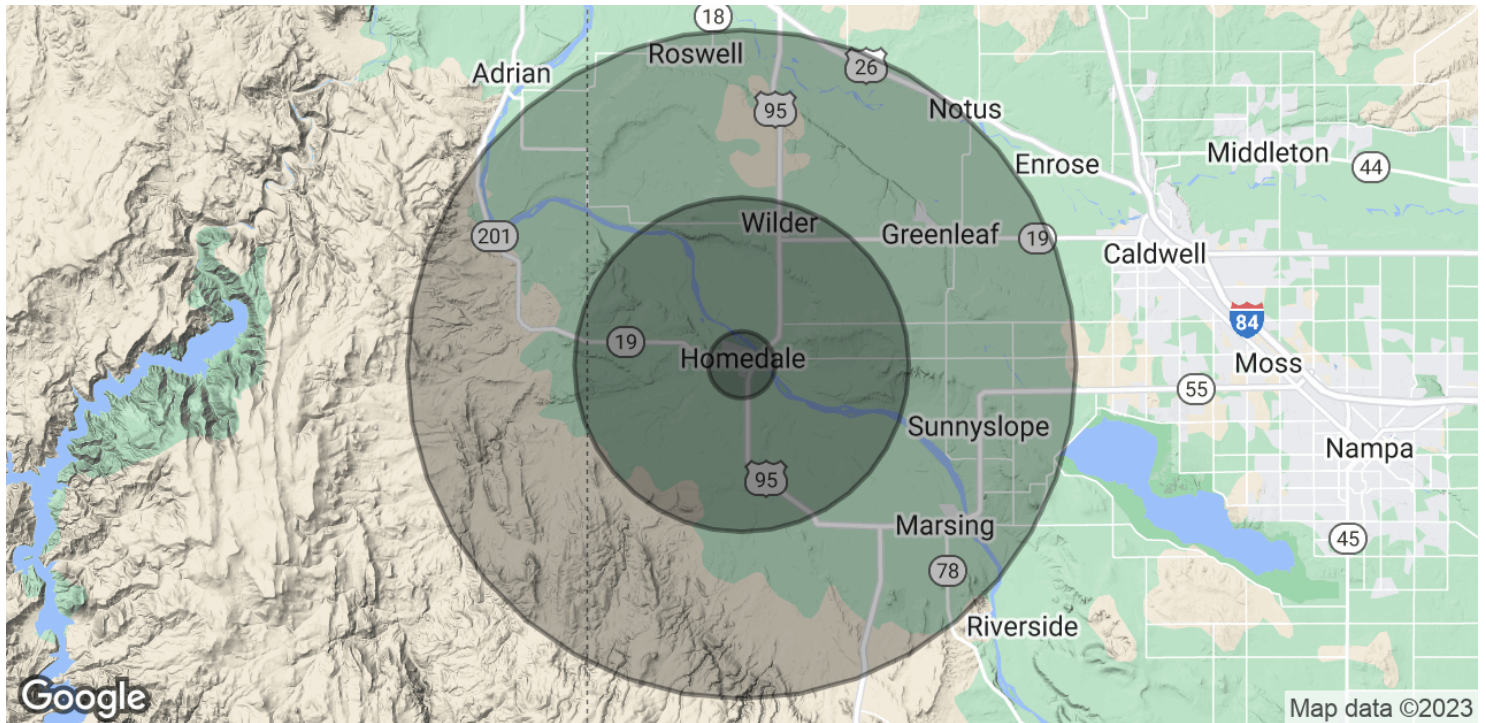 18
Roswell
26
Adrian
95
Notus
Enrose
Middleton
44
Wilder
201
Greenleaf
19
Caldwell
84
19
Homedale
Moss
55
Sunnyslope
Nampa
95
Marsing
45
78
Riverside
Google
Map data ©2023